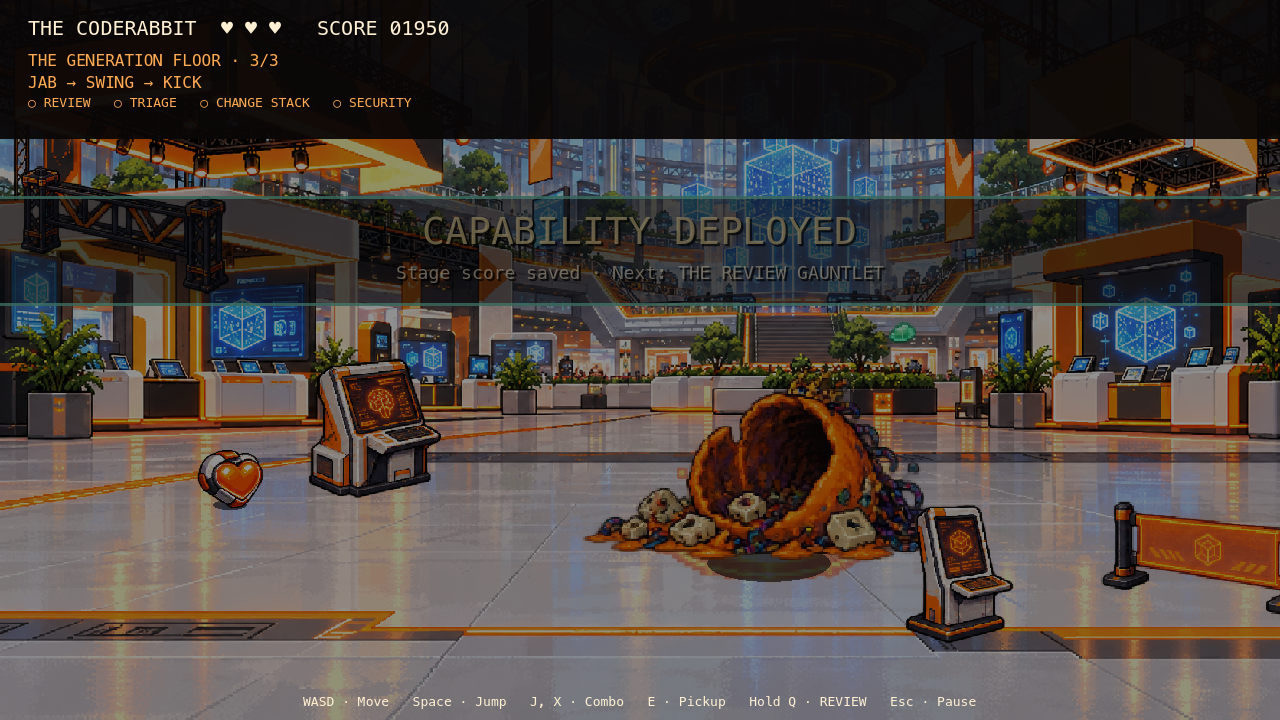 THE CODERABBIT ♥ ♥ ♥ SCORE 01950
THE GENERATION FLOOR · 3/3
JAB → SWING → KICK
○ REVIEW ○ TRIAGE ○ CHANGE STACK ○ SECURITY
CAPABILITY DEPLOYED
Stage score saved · Next: THE REVIEW GAUNTLET
WASD · Move Space · Jump J, X · Combo E · Pickup Hold Q · REVIEW Esc · Pause